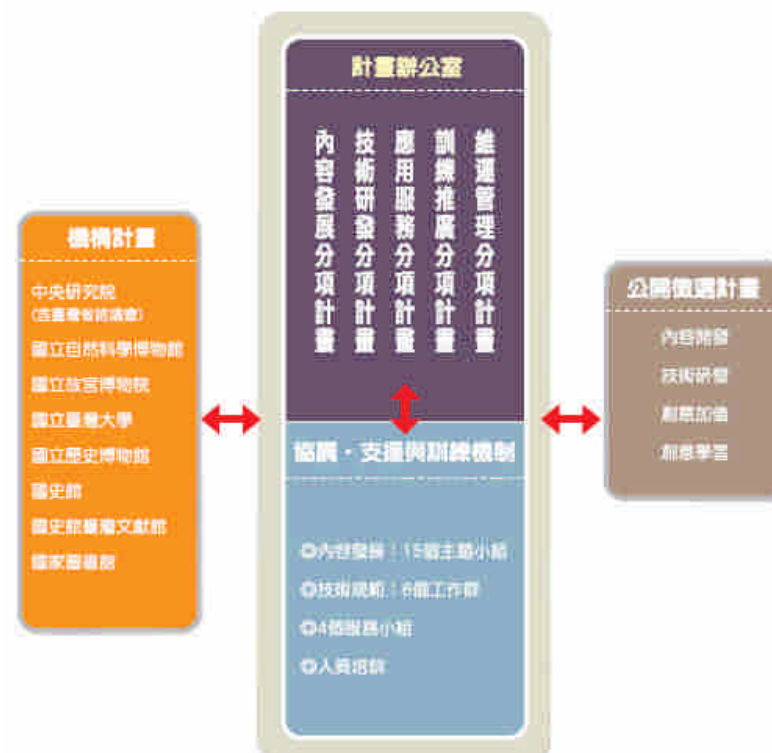 計畫辦公室
內容發展分項計畫
技術研發分項計畫
應用服務分項計畫
訓練推廣分項計畫
維運管理分項計畫
機構計畫
中央研究院
(含臺灣省諮議會)
國立自然科學博物館
國立故宮博物院
國立臺灣大學
國立歷史博物館
國史館
國史館臺灣文獻館
國家圖書館
協調·支援與訓練機制
◎內容發展:15個主題小組
◎技術規範:6個工作群
◎4個服務小組
◎人員培訓
公開徵選計畫
內容開發
技術研發
創意加值
創意學習